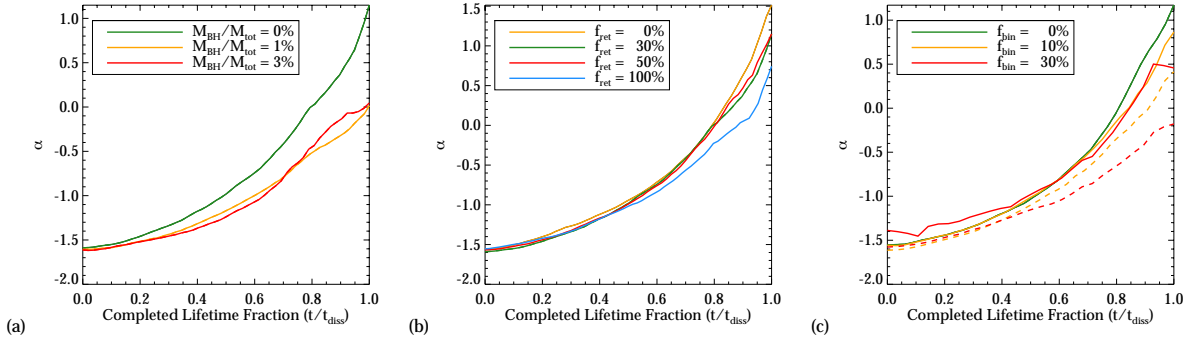 1.0
0.5
0.0
-0.5
-1.0
-1.5
-2.0
α
M_BH/M_tot = 0%
M_BH/M_tot = 1%
M_BH/M_tot = 3%
0.0 0.2 0.4 0.6 0.8 1.0
Completed Lifetime Fraction (t/t_diss)
(a)
1.5
1.0
0.5
0.0
-0.5
-1.0
-1.5
-2.0
α
f_ret = 0%
f_ret = 30%
f_ret = 50%
f_ret = 100%
0.0 0.2 0.4 0.6 0.8 1.0
Completed Lifetime Fraction (t/t_diss)
(b)
1.0
0.5
0.0
-0.5
-1.0
-1.5
-2.0
α
f_bin = 0%
f_bin = 10%
f_bin = 30%
0.0 0.2 0.4 0.6 0.8 1.0
Completed Lifetime Fraction (t/t_diss)
(c)